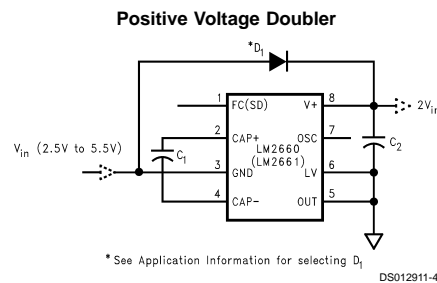 Positive Voltage Doubler
*D1
1 FC(SD) V+ 8 2Vin
2 CAP+ OSC 7
Vin (2.5V to 5.5V) C1 LM2660 C2
(LM2661)
3 GND LV 6
4 CAP- OUT 5
*See Application Information for selecting D1
DS012911-4